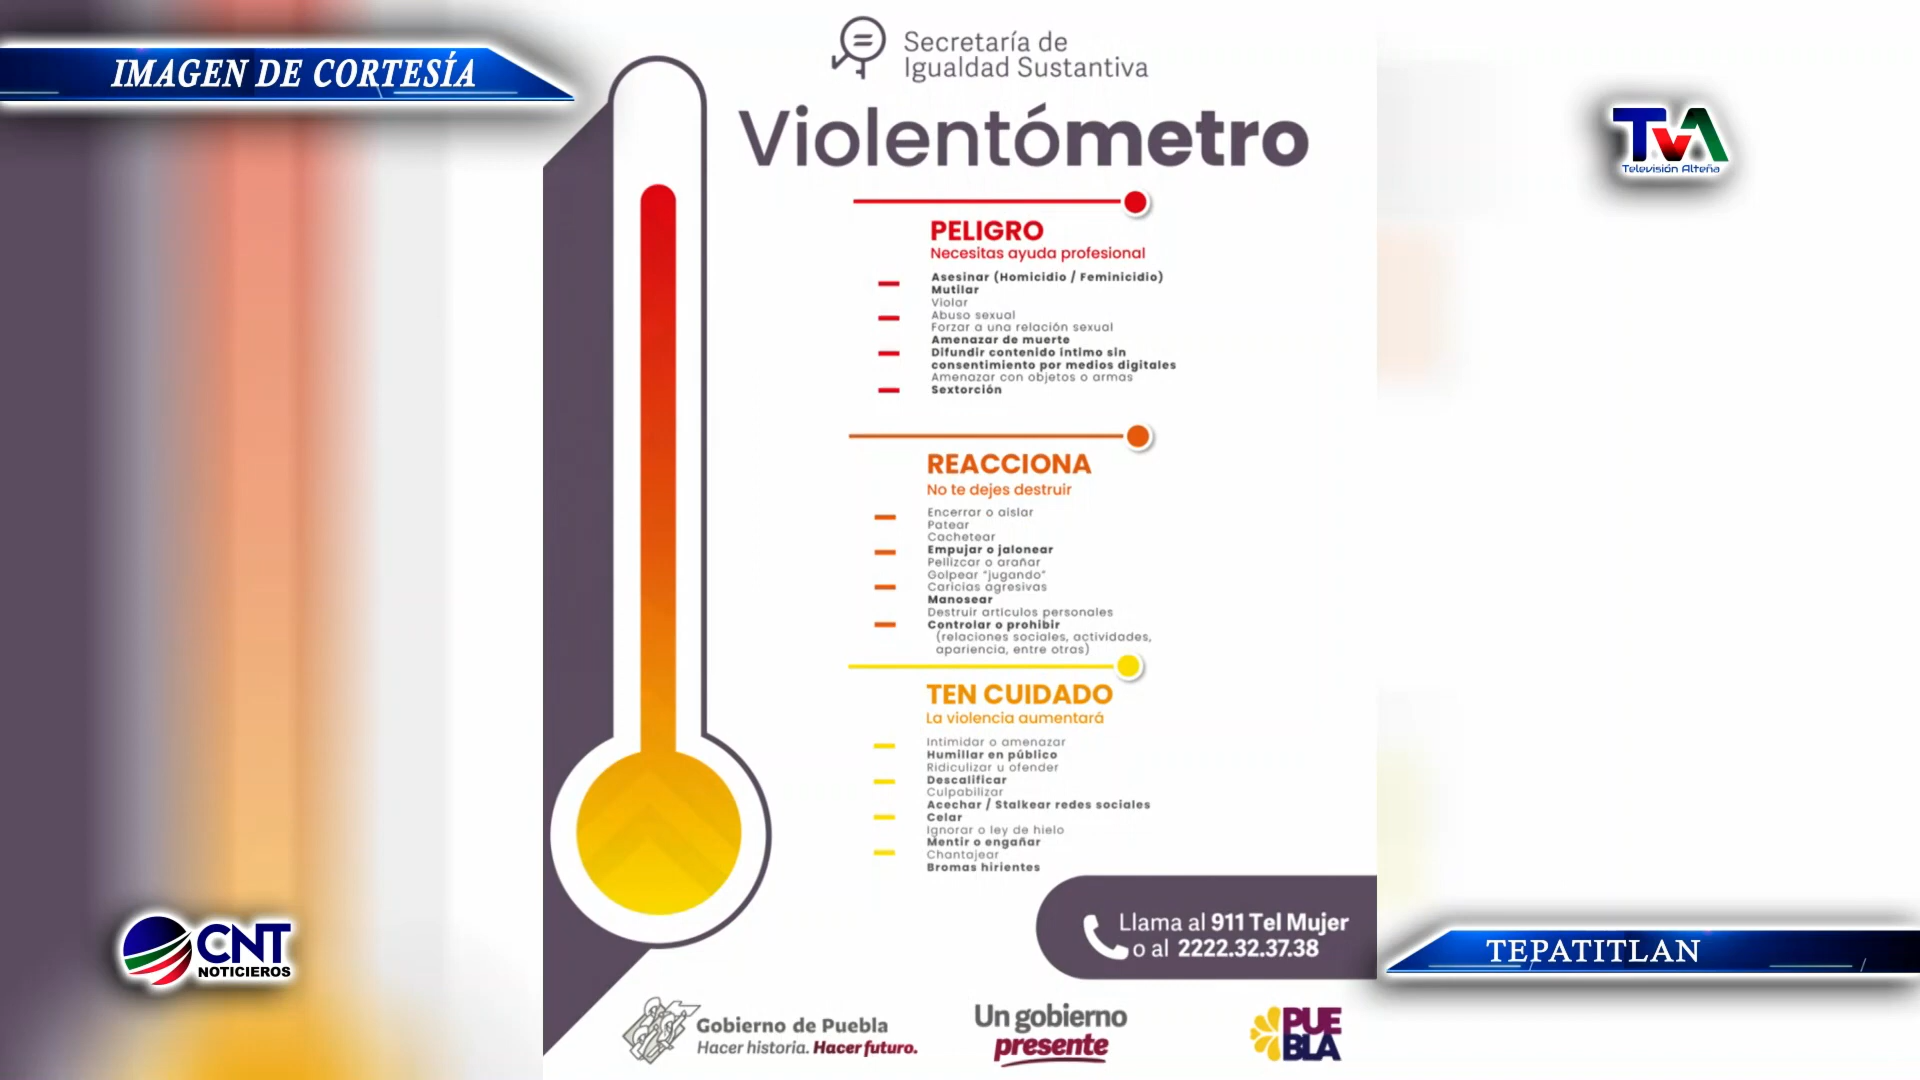 IMAGEN DE CORTESÍA
Secretaría de
Igualdad Sustantiva
Violentómetro
TvA
Televisión Alteña
PELIGRO
Necesitas ayuda profesional
Asesinar (Homicidio / Feminicidio)
Mutilar
Violar
Abuso sexual
Forzar a una relación sexual
Amenazar de muerte
Difundir contenido íntimo sin
consentimiento por medios digitales
Amenazar con objetos o armas
Sextorción
REACCIONA
No te dejes destruir
Encerrar o aislar
Patear
Cachetear
Empujar o jalonear
Pellizcar o arañar
Golpear "jugando"
Caricias agresivas
Manosear
Destruir artículos personales
Controlar o prohibir
(relaciones sociales, actividades,
apariencia, entre otras)
TEN CUIDADO
La violencia aumentará
Intimidar o amenazar
Humillar en público
Ridiculizar u ofender
Descalificar
Culpabilizar
Acechar / Stalkear redes sociales
Celar
Ignorar o ley de hielo
Mentir o engañar
Chantajear
Bromas hirientes
Llama al 911 Tel Mujer
o al 2222.32.37.38
CNT
NOTICIEROS
TEPATITLAN
Gobierno de Puebla
Hacer historia. Hacer futuro.
Un gobierno
presente
PUE
BLA